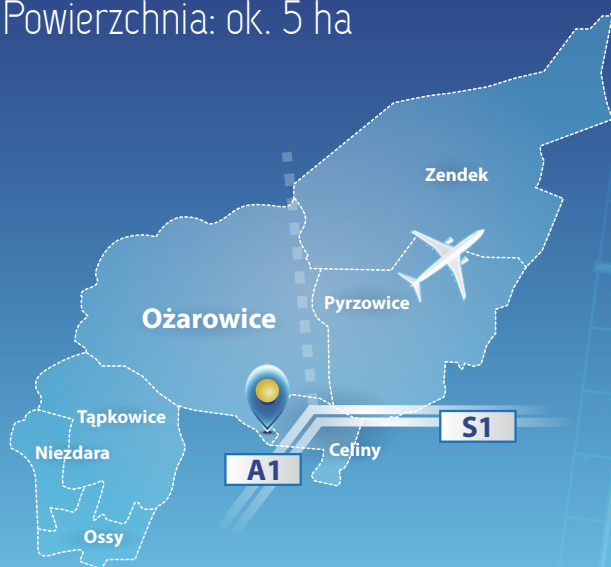 Powierzchnia: ok. 5 ha
Zendek
Pyrzowice
Ożarowice
Tąpkowice
S1
Niezdara
Celiny
A1
Ossy